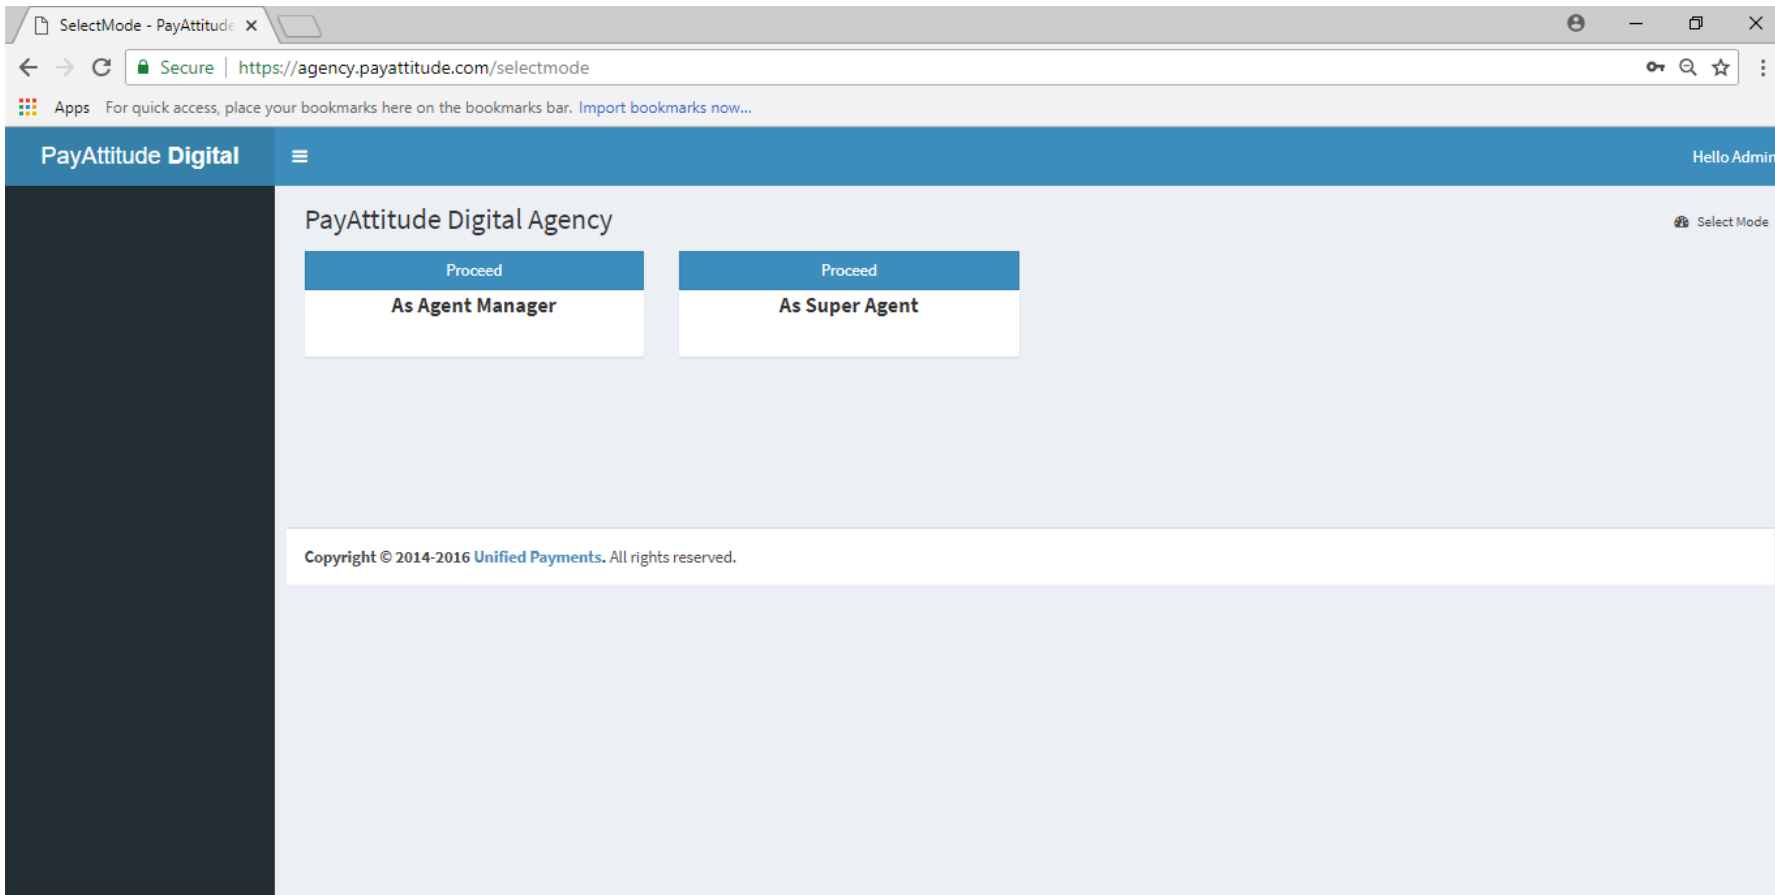 SelectMode - PayAttitude
Secure https://agency.payattitude.com/selectmode
Apps For quick access, place your bookmarks here on the bookmarks bar. Import bookmarks now...
PayAttitude Digital
Hello Admin
PayAttitude Digital Agency
Select Mode
Proceed
As Agent Manager
Proceed
As Super Agent
Copyright © 2014-2016 Unified Payments. All rights reserved.